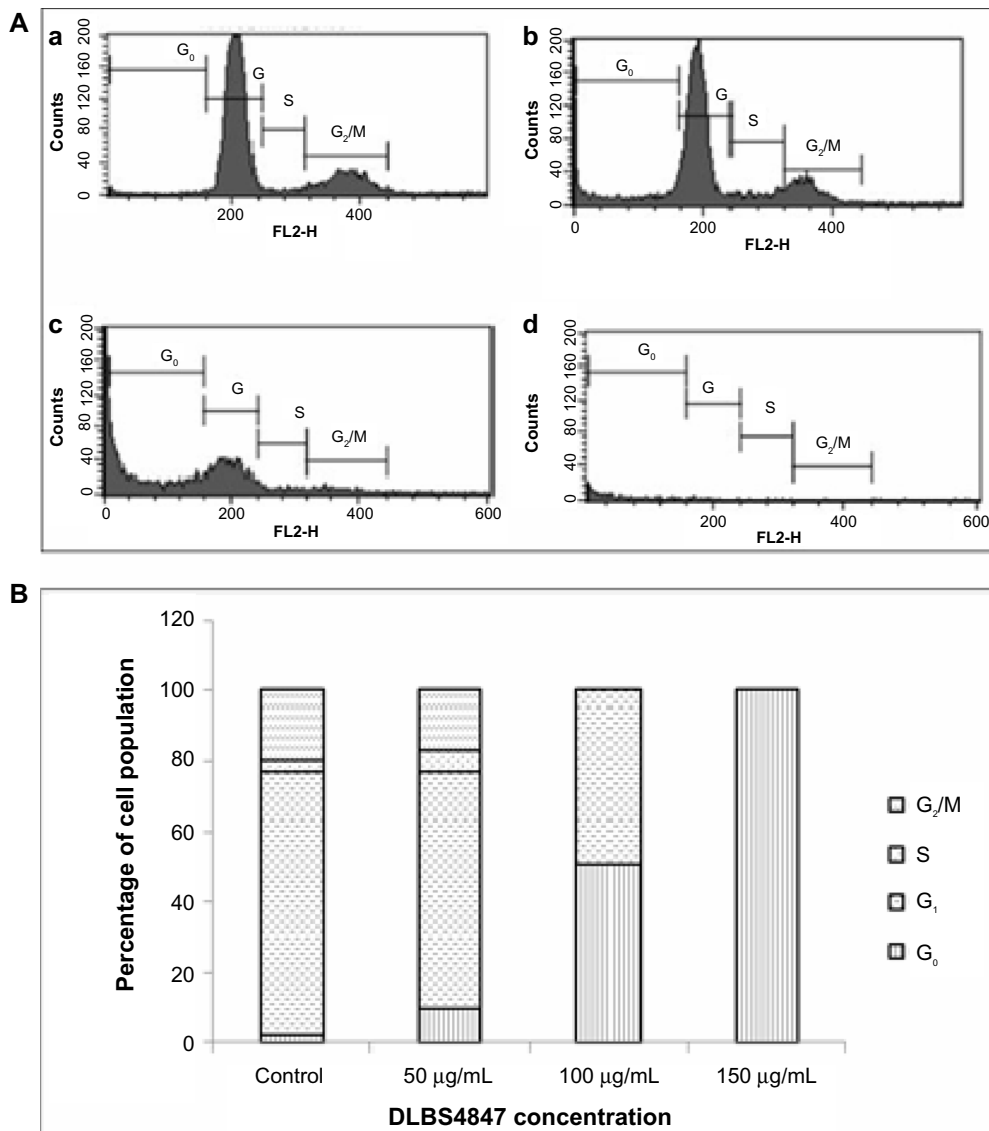 A
a
200
160
120
80
40
0
Counts
G₀
G
S
G₂/M
200
400
FL2-H
b
200
160
120
80
40
0
Counts
G₀
G
S
G₂/M
0
200
400
FL2-H
c
200
160
120
80
40
0
Counts
G₀
G
S
G₂/M
0
200
400
600
FL2-H
d
200
160
120
80
40
0
Counts
G₀
G
S
G₂/M
200
400
600
FL2-H
B
Percentage of cell population
120
100
80
60
40
20
0
Control
50 µg/mL
100 µg/mL
150 µg/mL
DLBS4847 concentration
G₂/M
S
G₁
G₀